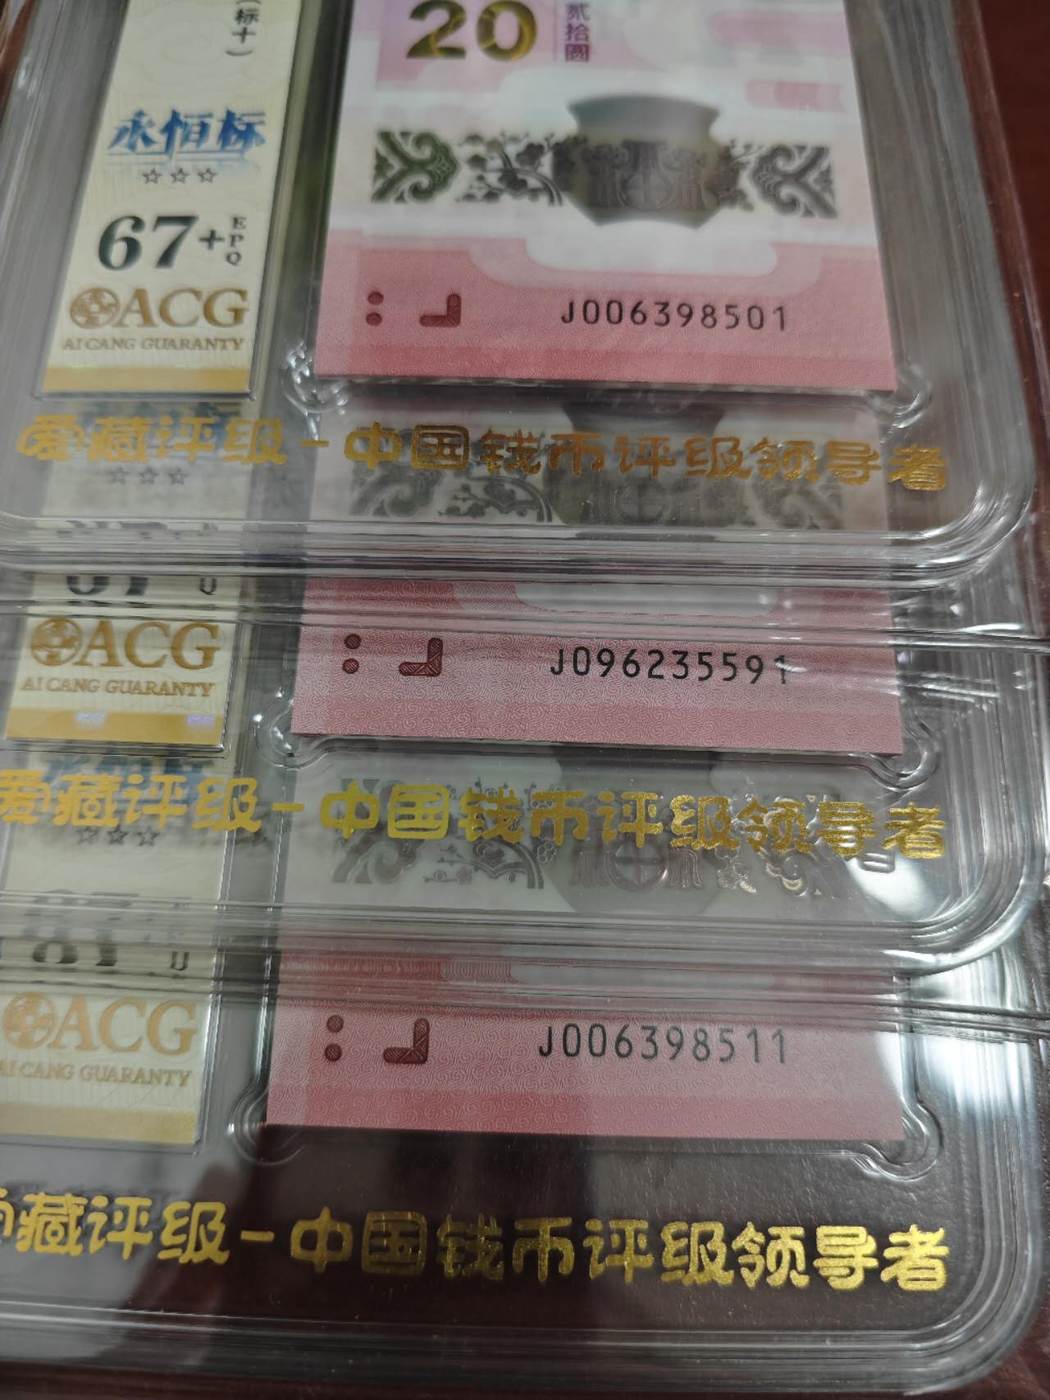 （标十）
永恒标
☆☆☆
67+EPQ
ACG
AI CANG GUARANTY
20
贰拾圆
J006398501
爱藏评级-中国钱币评级领导者
☆☆☆
ACG
AI CANG GUARANTY
J096235591
爱藏评级-中国钱币评级领导者
☆☆☆
ACG
AI CANG GUARANTY
J006398511
藏评级-中国钱币评级领导者